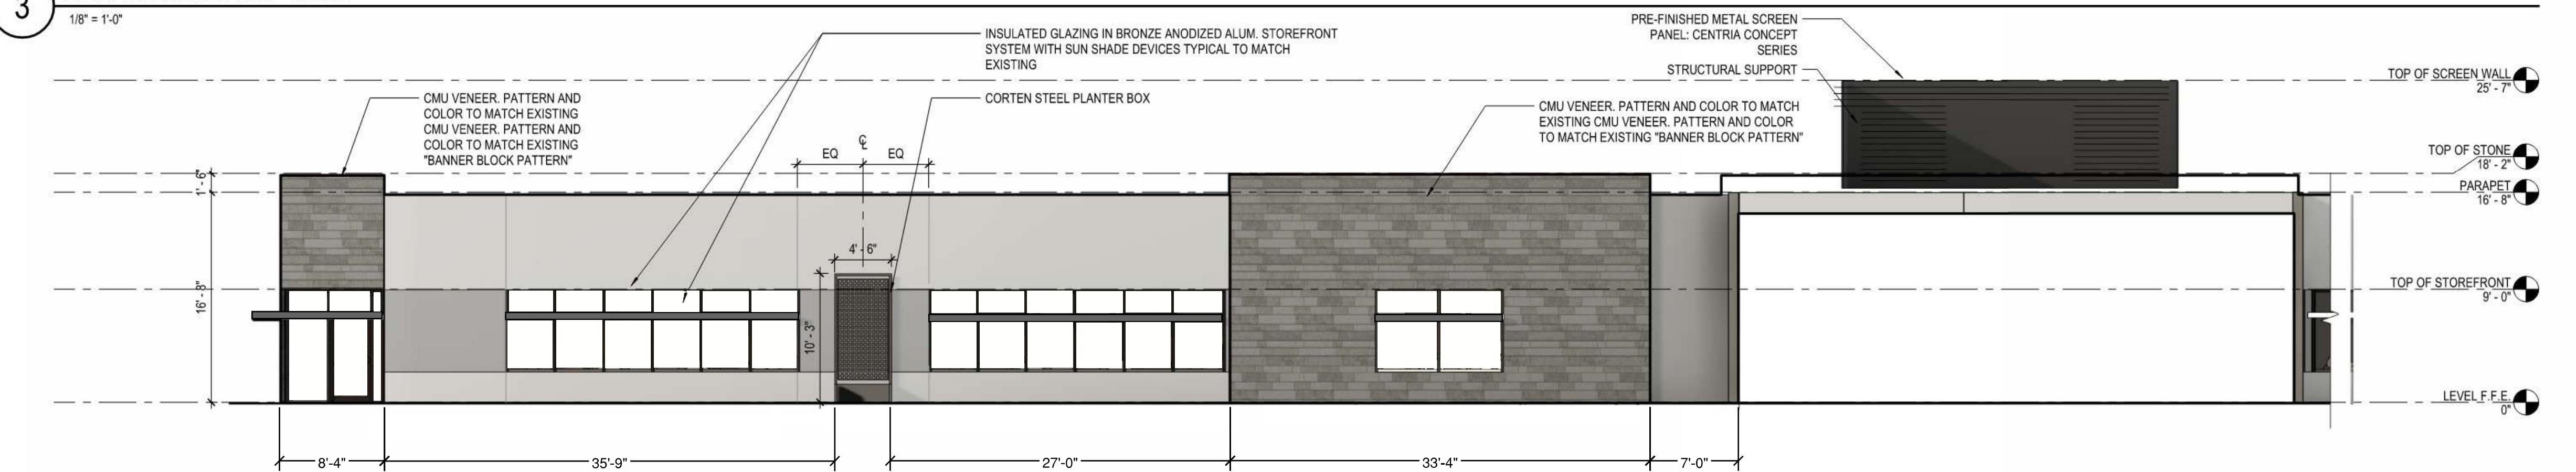 3
1/8" = 1'-0"
INSULATED GLAZING IN BRONZE ANODIZED ALUM. STOREFRONT
SYSTEM WITH SUN SHADE DEVICES TYPICAL TO MATCH
EXISTING
PRE-FINISHED METAL SCREEN
PANEL: CENTRIA CONCEPT
SERIES
STRUCTURAL SUPPORT
TOP OF SCREEN WALL
25' - 7"
CMU VENEER. PATTERN AND
COLOR TO MATCH EXISTING
CMU VENEER. PATTERN AND
COLOR TO MATCH EXISTING
"BANNER BLOCK PATTERN"
CORTEN STEEL PLANTER BOX
CMU VENEER. PATTERN AND COLOR TO MATCH
EXISTING CMU VENEER. PATTERN AND COLOR
TO MATCH EXISTING "BANNER BLOCK PATTERN"
EQ
CL
EQ
TOP OF STONE
18' - 2"
1' - 6"
PARAPET
16' - 8"
4' - 6"
16' - 8"
TOP OF STOREFRONT
9' - 0"
10' - 3"
LEVEL F.F.E.
0"
8'-4"
35'-9"
27'-0"
33'-4"
7'-0"